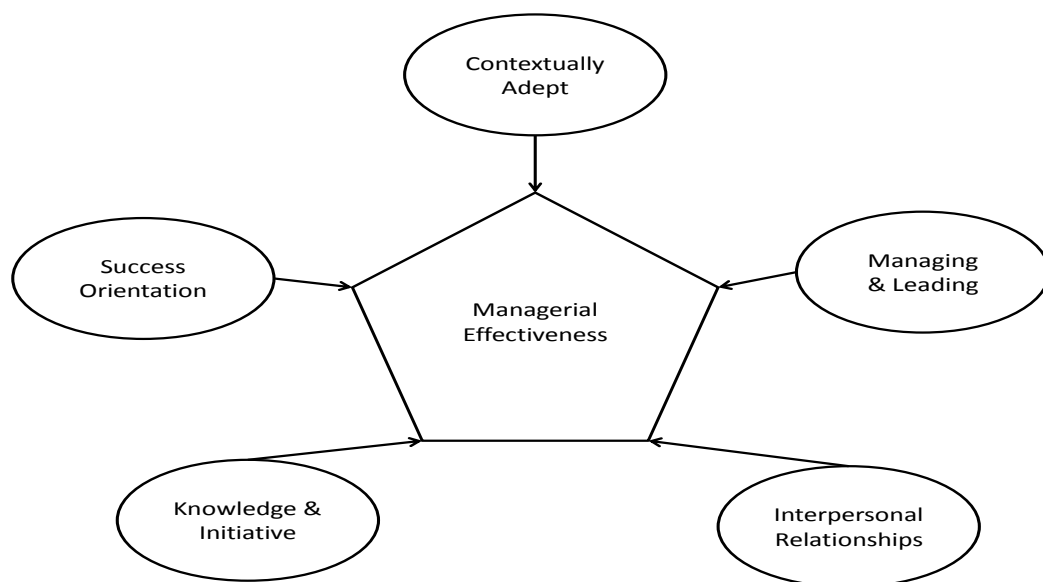 Contextually
Adept
Success
Orientation
Managerial
Effectiveness
Managing
& Leading
Knowledge &
Initiative
Interpersonal
Relationships